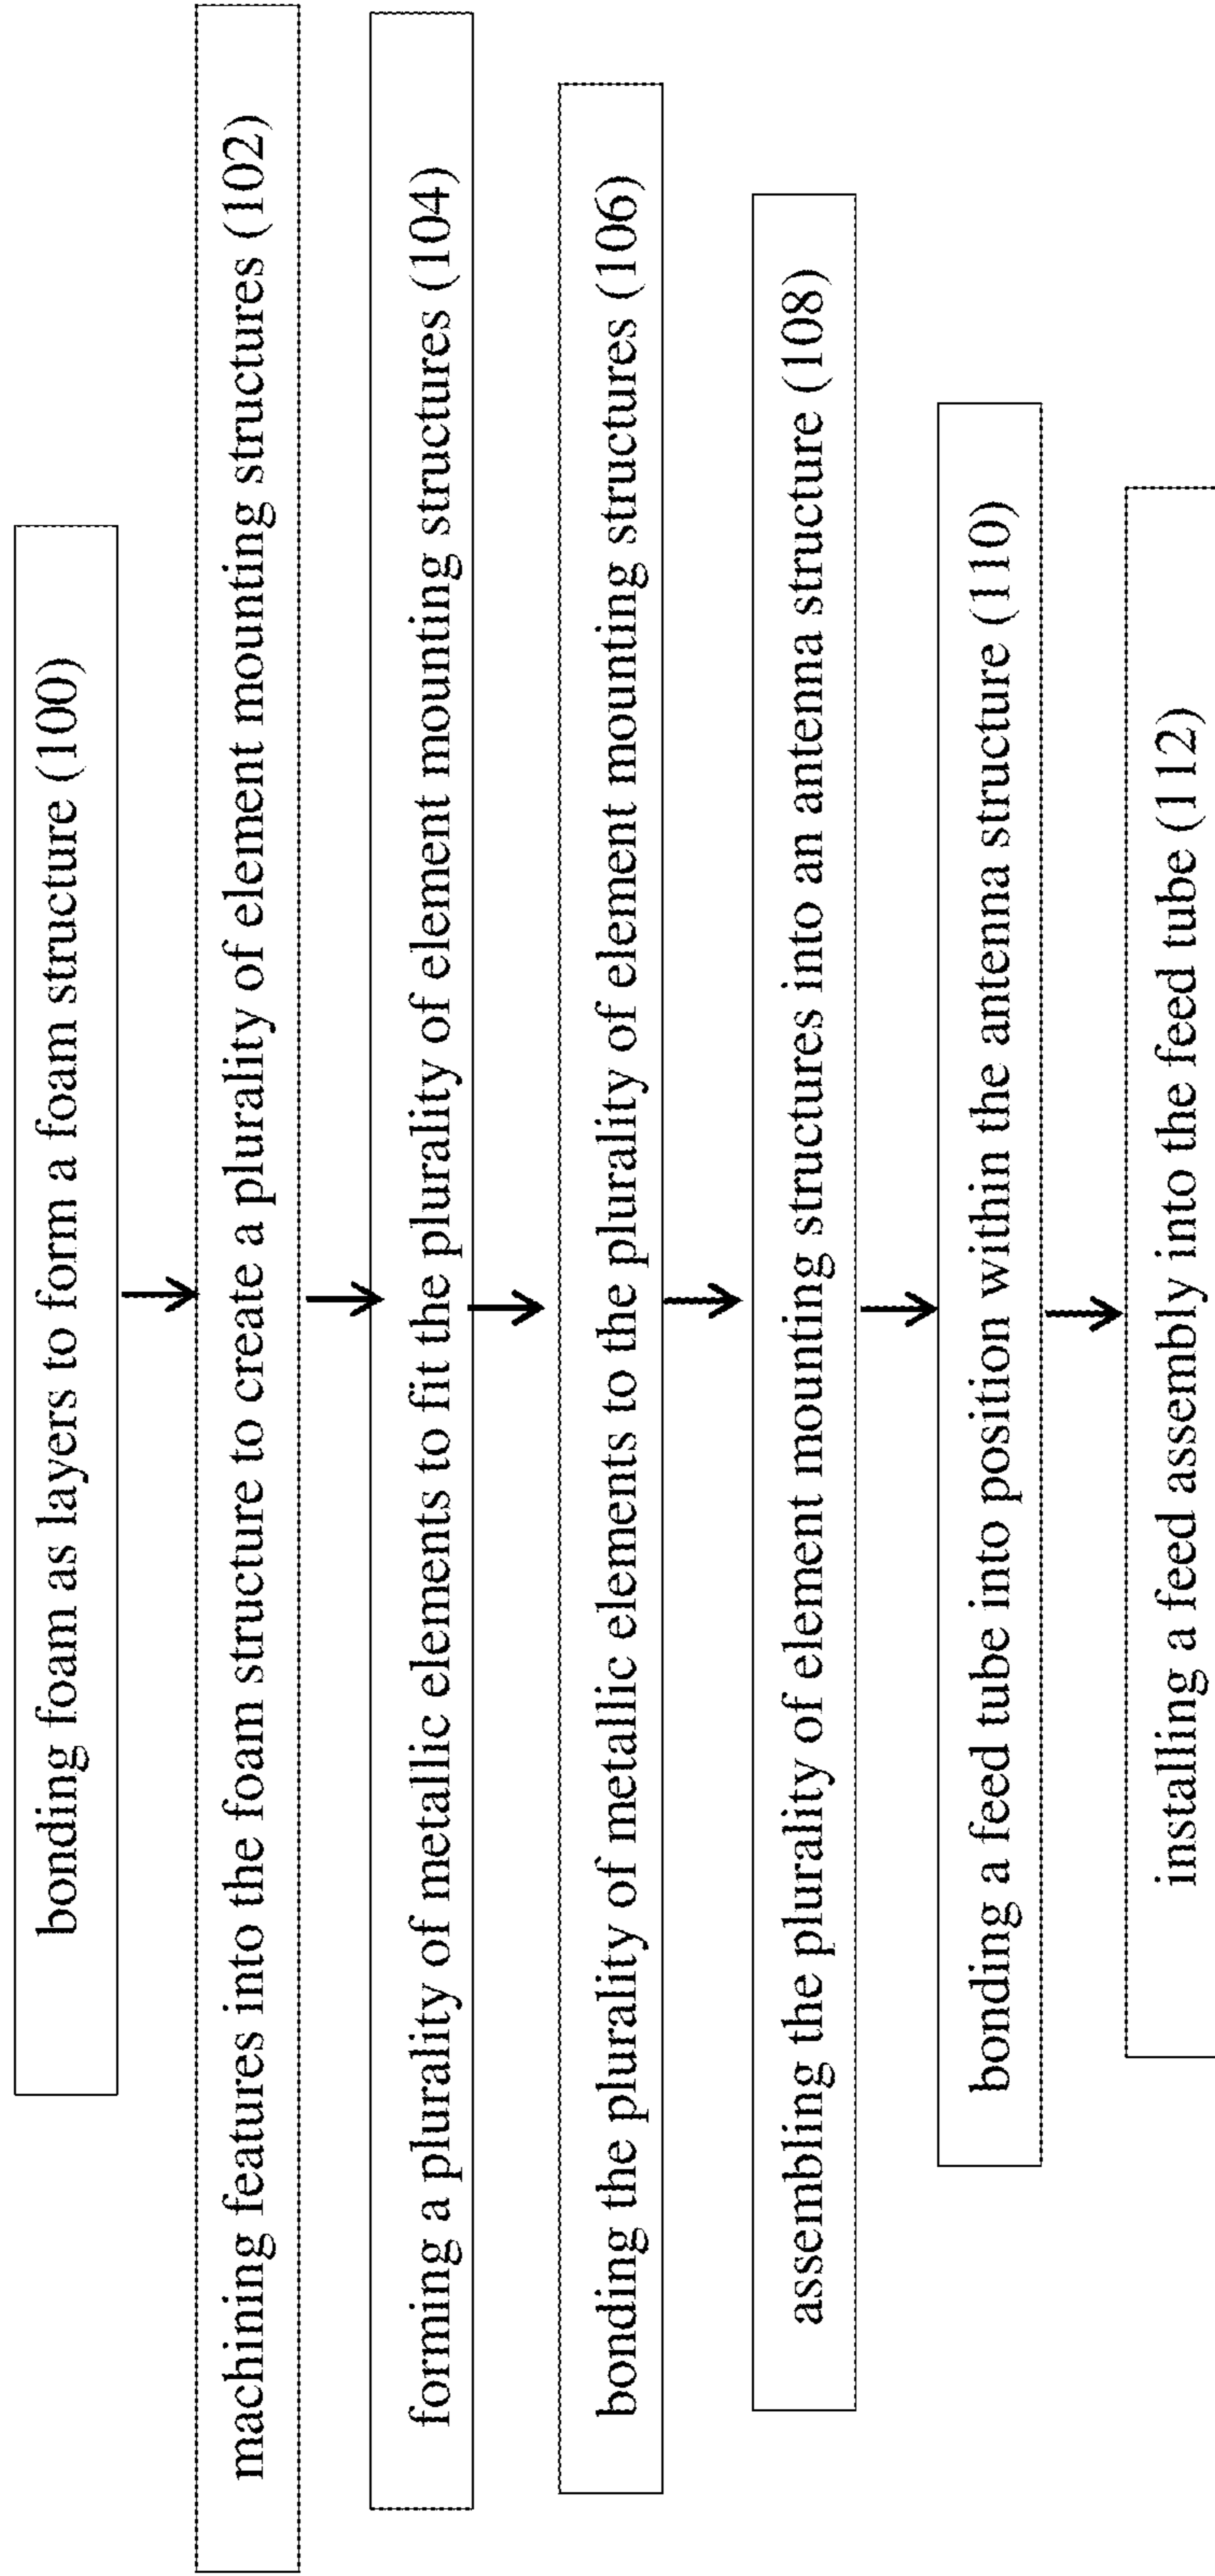 bonding foam as layers to form a foam structure (100)
machining features into the foam structure to create a plurality of element mounting structures (102)
forming a plurality of metallic elements to fit the plurality of element mounting structures (104)
bonding the plurality of metallic elements to the plurality of element mounting structures (106)
assembling the plurality of element mounting structures into an antenna structure (108)
bonding a feed tube into position within the antenna structure (110)
installing a feed assembly into the feed tube (112)